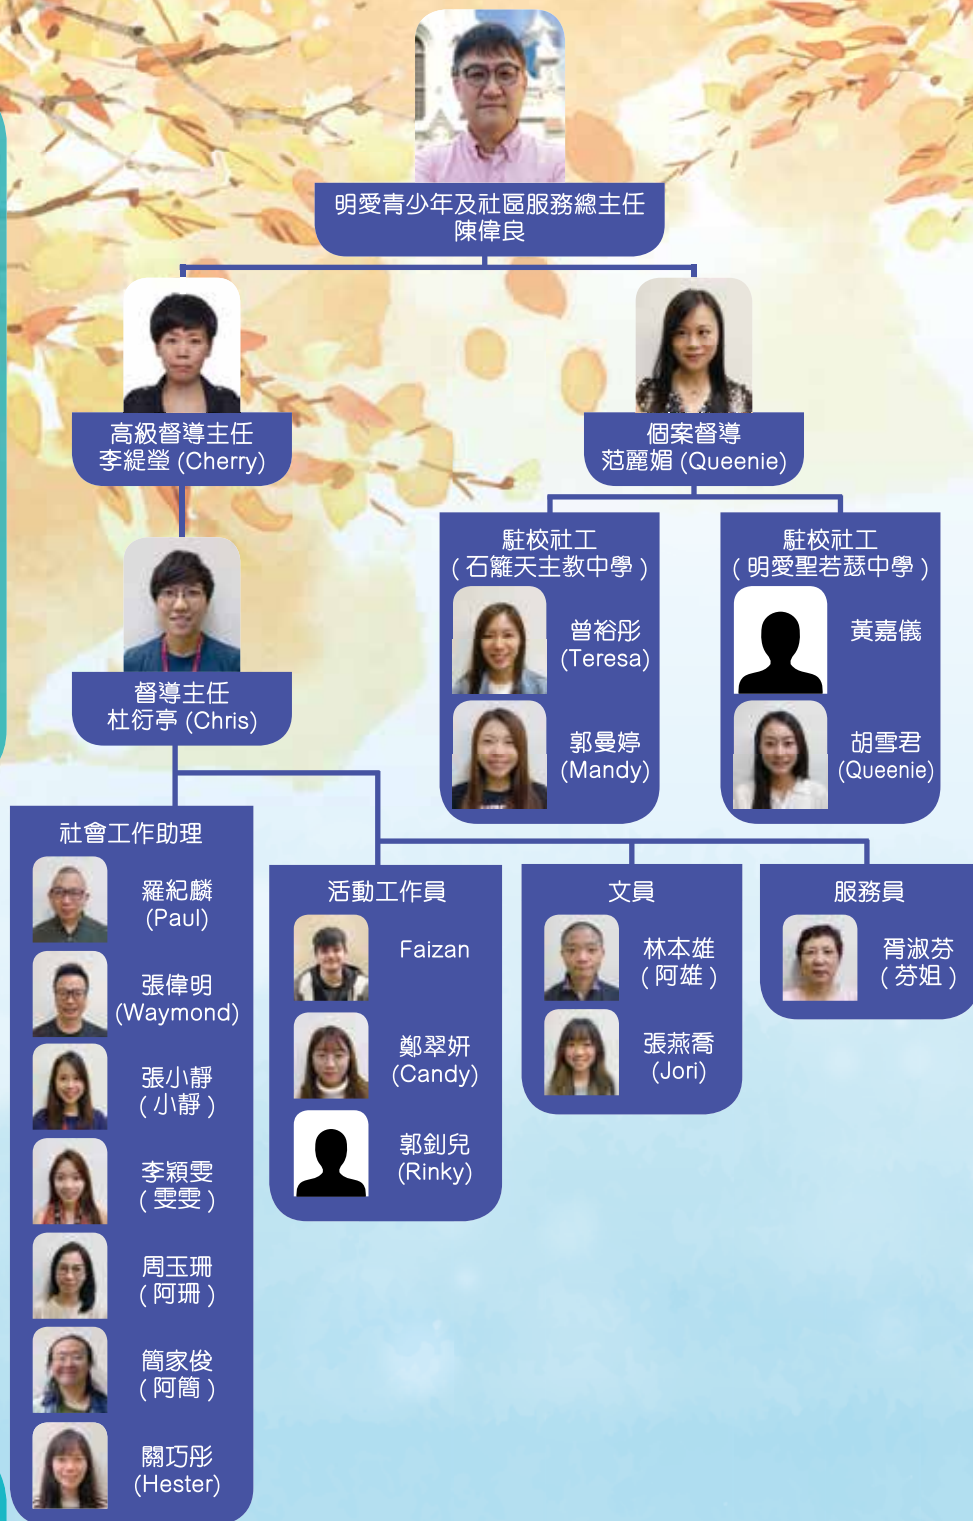 明愛青少年及社區服務總主任
陳偉良
高級督導主任
李緹瑩 (Cherry)
個案督導
范麗媚 (Queenie)
督導主任
杜衍亭 (Chris)
駐校社工
( 石籬天主教中學 )
曾裕彤
(Teresa)
郭曼婷
(Mandy)
駐校社工
( 明愛聖若瑟中學 )
黃嘉儀
胡雪君
(Queenie)
社會工作助理
羅紀麟
(Paul)
張偉明
(Waymond)
張小靜
( 小靜 )
李穎雯
( 雯雯 )
周玉珊
( 阿珊 )
簡家俊
( 阿簡 )
關巧彤
(Hester)
活動工作員
Faizan
鄭翠妍
(Candy)
郭釗兒
(Rinky)
文員
林本雄
( 阿雄 )
張燕喬
(Jori)
服務員
胥淑芬
( 芬姐 )